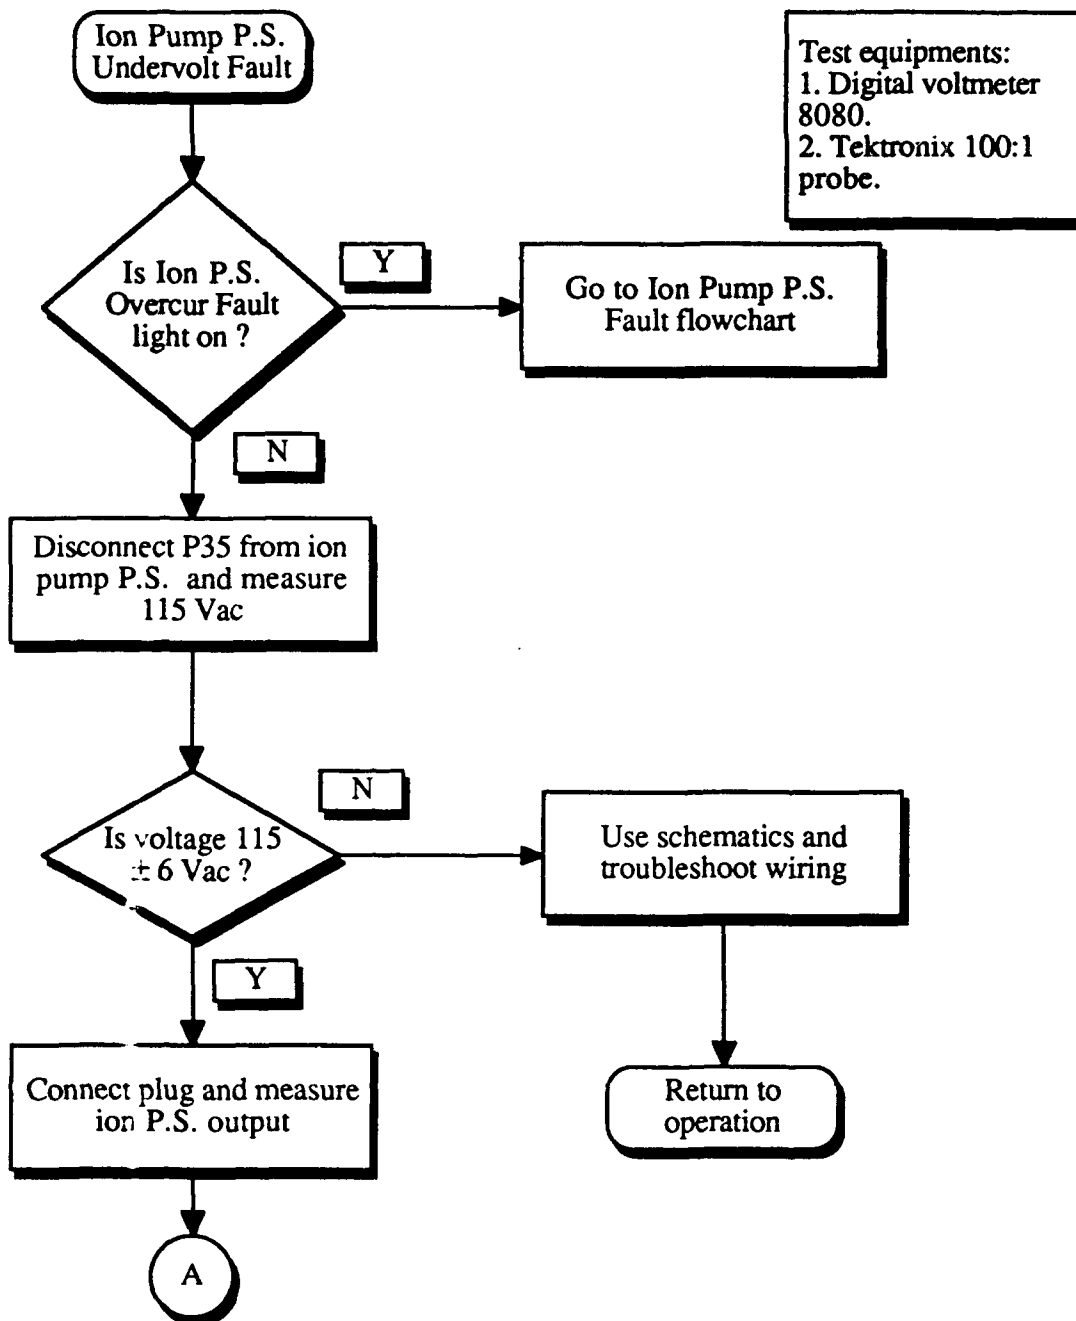 Ion Pump P.S.
Undervolt Fault
Test equipments:
1. Digital voltmeter
8080.
2. Tektronix 100:1
probe.
Is Ion P.S.
Overcur Fault
light on ?
Y
Go to Ion Pump P.S.
Fault flowchart
N
Disconnect P35 from ion
pump P.S. and measure
115 Vac
Is voltage 115
± 6 Vac ?
N
Use schematics and
troubleshoot wiring
Y
Connect plug and measure
ion P.S. output
Return to
operation
A